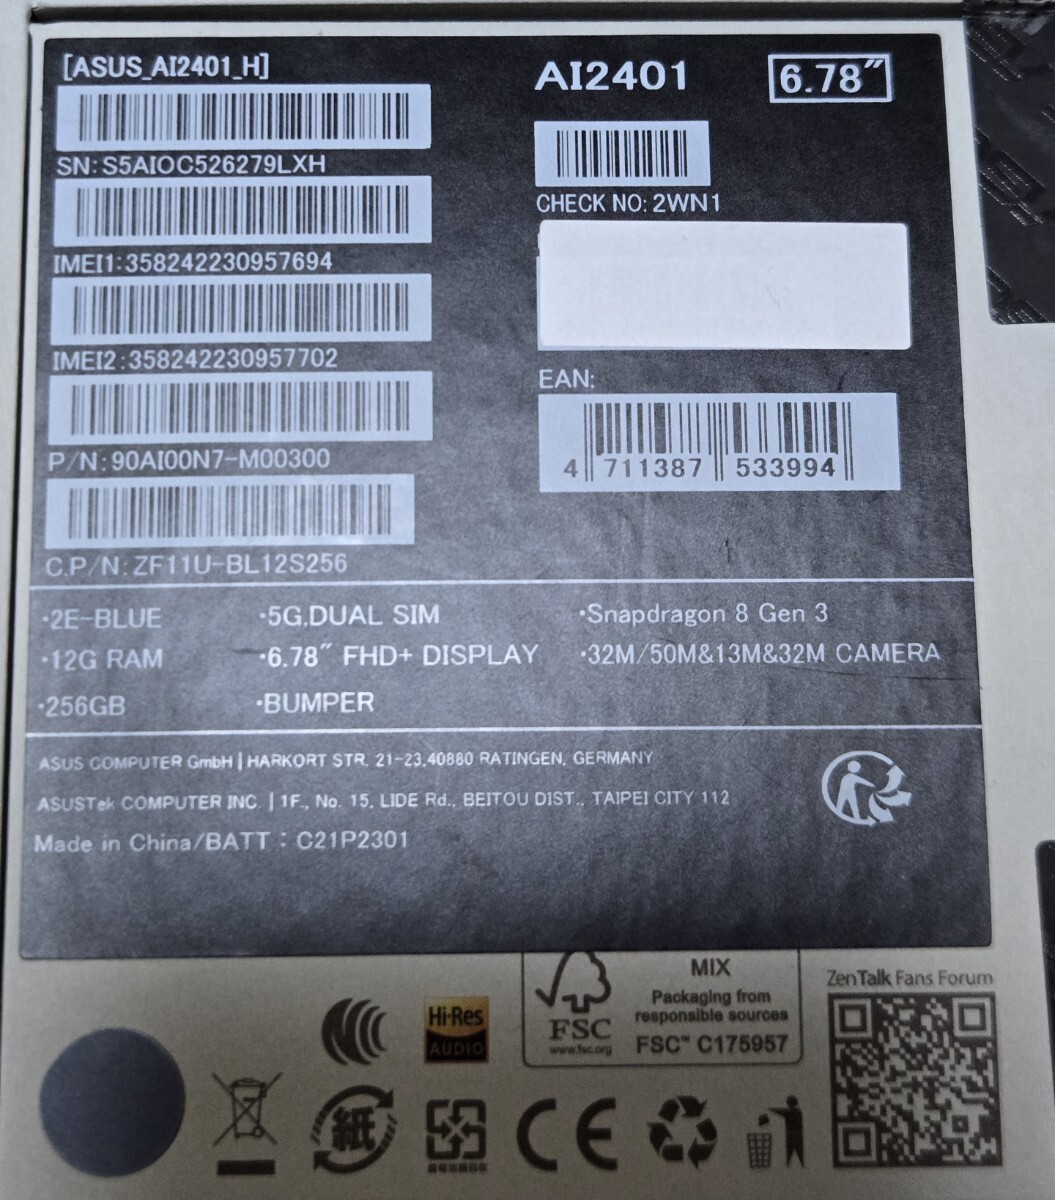 [ASUS_AI2401_H]
SN:S5AIOC526279LXH
IMEI1:358242230957694
IMEI2:358242230957702
P/N:90AI00N7-M00300
C.P/N:ZF11U-BL12S256
AI2401
6.78″
CHECK NO: 2WN1
EAN:
4 711387 533994
·2E-BLUE
·12G RAM
·256GB
·5G.DUAL SIM
·6.78″ FHD+ DISPLAY
·BUMPER
·Snapdragon 8 Gen 3
·32M/50M&13M&32M CAMERA
ASUS COMPUTER GmbH | HARKORT STR. 21-23,40880 RATINGEN, GERMANY
ASUSTek COMPUTER INC. | 1F., No. 15, LIDE Rd., BEITOU DIST., TAIPEI CITY 112
Made in China/BATT : C21P2301
Hi-Res
AUDIO
FSC
www.fsc.org
MIX
Packaging from
responsible sources
FSC™ C175957
ZenTalk Fans Forum
紙
CE